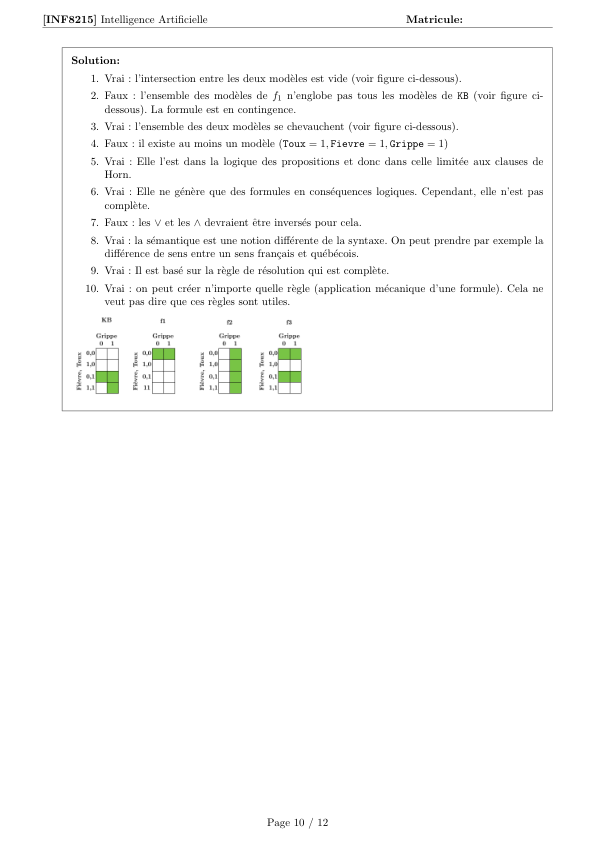 [INF8215] Intelligence Artificielle Matricule:
Solution:
1. Vrai : l'intersection entre les deux modèles est vide (voir figure ci-dessous).
2. Faux : l'ensemble des modèles de f1 n'englobe pas tous les modèles de KB (voir figure ci-
dessous). La formule est en contingence.
3. Vrai : l'ensemble des deux modèles se chevauchent (voir figure ci-dessous).
4. Faux : il existe au moins un modèle (Toux = 1, Fievre = 1, Grippe = 1)
5. Vrai : Elle l'est dans la logique des propositions et donc dans celle limitée aux clauses de
Horn.
6. Vrai : Elle ne génère que des formules en conséquences logiques. Cependant, elle n'est pas
complète.
7. Faux : les ∨ et les ∧ devraient être inversés pour cela.
8. Vrai : la sémantique est une notion différente de la syntaxe. On peut prendre par exemple la
différence de sens entre un sens français et québécois.
9. Vrai : Il est basé sur la règle de résolution qui est complète.
10. Vrai : on peut créer n'importe quelle règle (application mécanique d'une formule). Cela ne
veut pas dire que ces règles sont utiles.
KB f1 f2 f3
Grippe Grippe Grippe Grippe
0 1 0 1 0 1 0 1
Fièvre, Toux Fièvre, Toux Fièvre, Toux Fièvre, Toux
0,0 0,0 0,0 0,0
1,0 1,0 1,0 1,0
0,1 0,1 0,1 0,1
1,1 11 1,1 1,1
Page 10 / 12